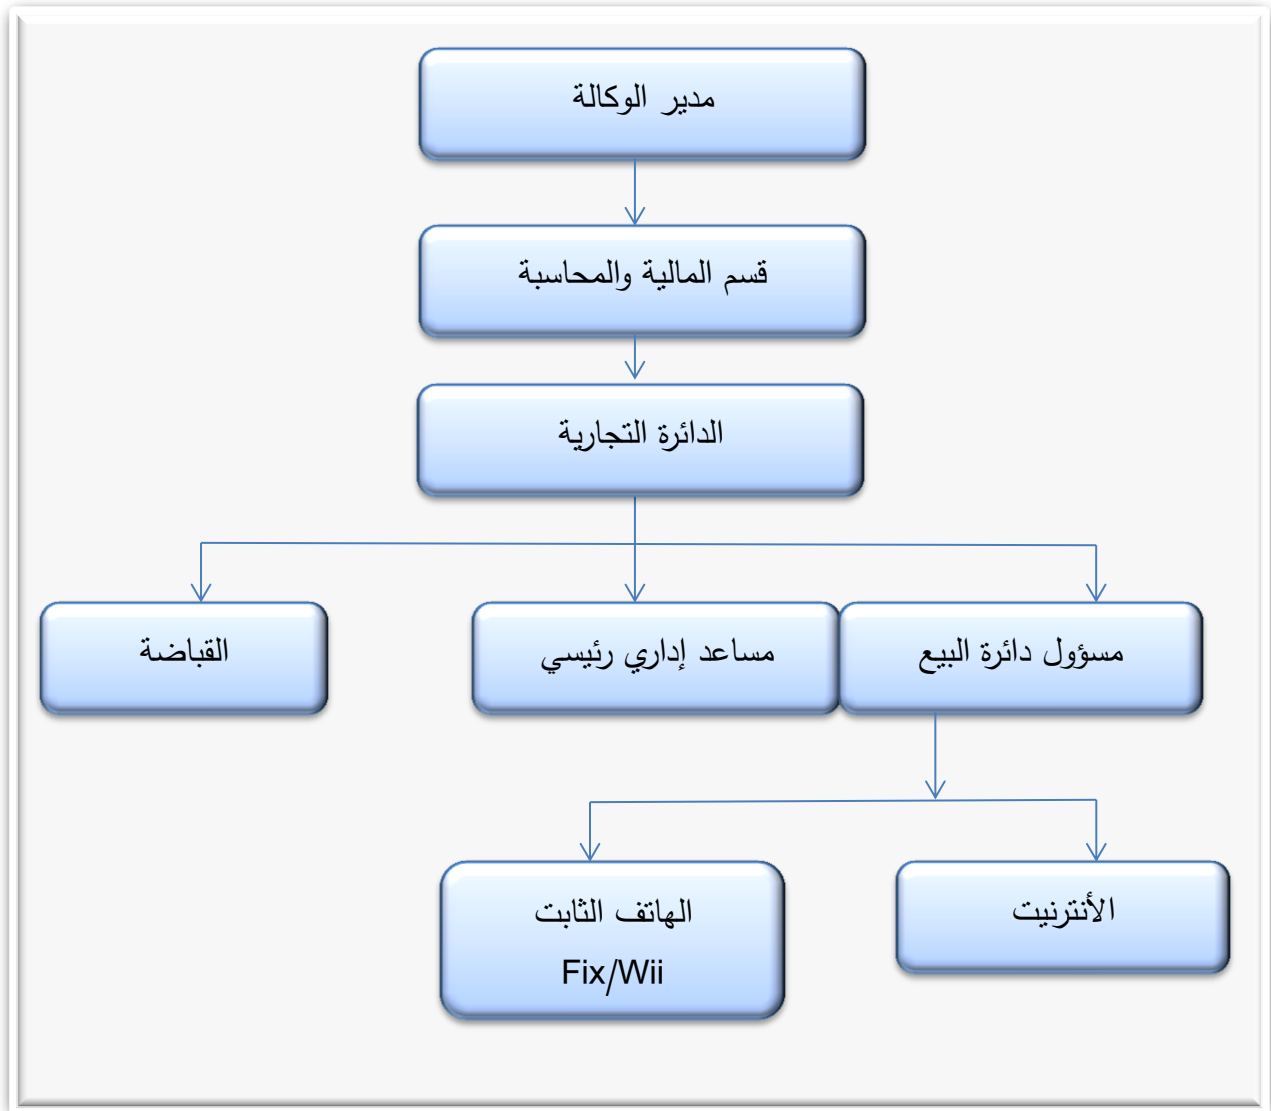 مدير الوكالة
قسم المالية والمحاسبة
الدائرة التجارية
مسؤول دائرة البيع
مساعد إداري رئيسي
القباضة
الأنترنيت
الهاتف الثابت
Fix/Wii